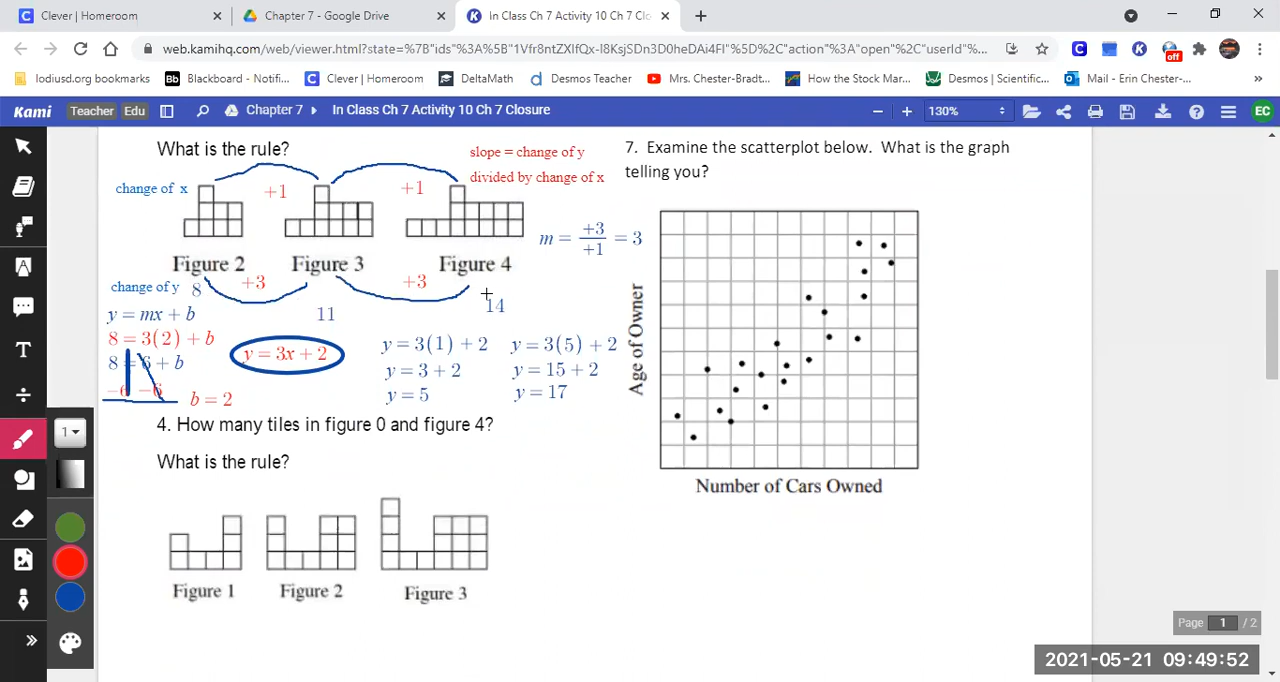 Clever | Homeroom
Chapter 7 - Google Drive
In Class Ch 7 Activity 10 Ch 7 Clo
web.kamihq.com/web/viewer.html?state=%7B"ids"%3A%5B"1Vfr8ntZXIfQx-I8KsjSDn3D0heDAi4FI"%5D%2C"action"%3A"open"%2C"userId"%...
off
lodiusd.org bookmarks
Bb Blackboard - Notifi...
Clever | Homeroom
DeltaMath
Desmos Teacher
Mrs. Chester-Bradt...
How the Stock Mar...
Desmos | Scientific...
Mail - Erin Chester-...
»
Kami Teacher Edu
Chapter 7
In Class Ch 7 Activity 10 Ch 7 Closure
130%
EC
What is the rule?
slope = change of y
divided by change of x
change of x
+1
+1
m = +3/+1 = 3
Figure 2 Figure 3 Figure 4
change of y 8 +3 +3
11
14
y = mx + b
8 = 3(2) + b
8 = 6 + b
-6 -6
b = 2
y = 3x + 2
y = 3(1) + 2
y = 3 + 2
y = 5
y = 3(5) + 2
y = 15 + 2
y = 17
4. How many tiles in figure 0 and figure 4?
What is the rule?
Figure 1 Figure 2 Figure 3
7. Examine the scatterplot below. What is the graph
telling you?
Age of Owner
Number of Cars Owned
1
Page 1 / 2
2021-05-21 09:49:52